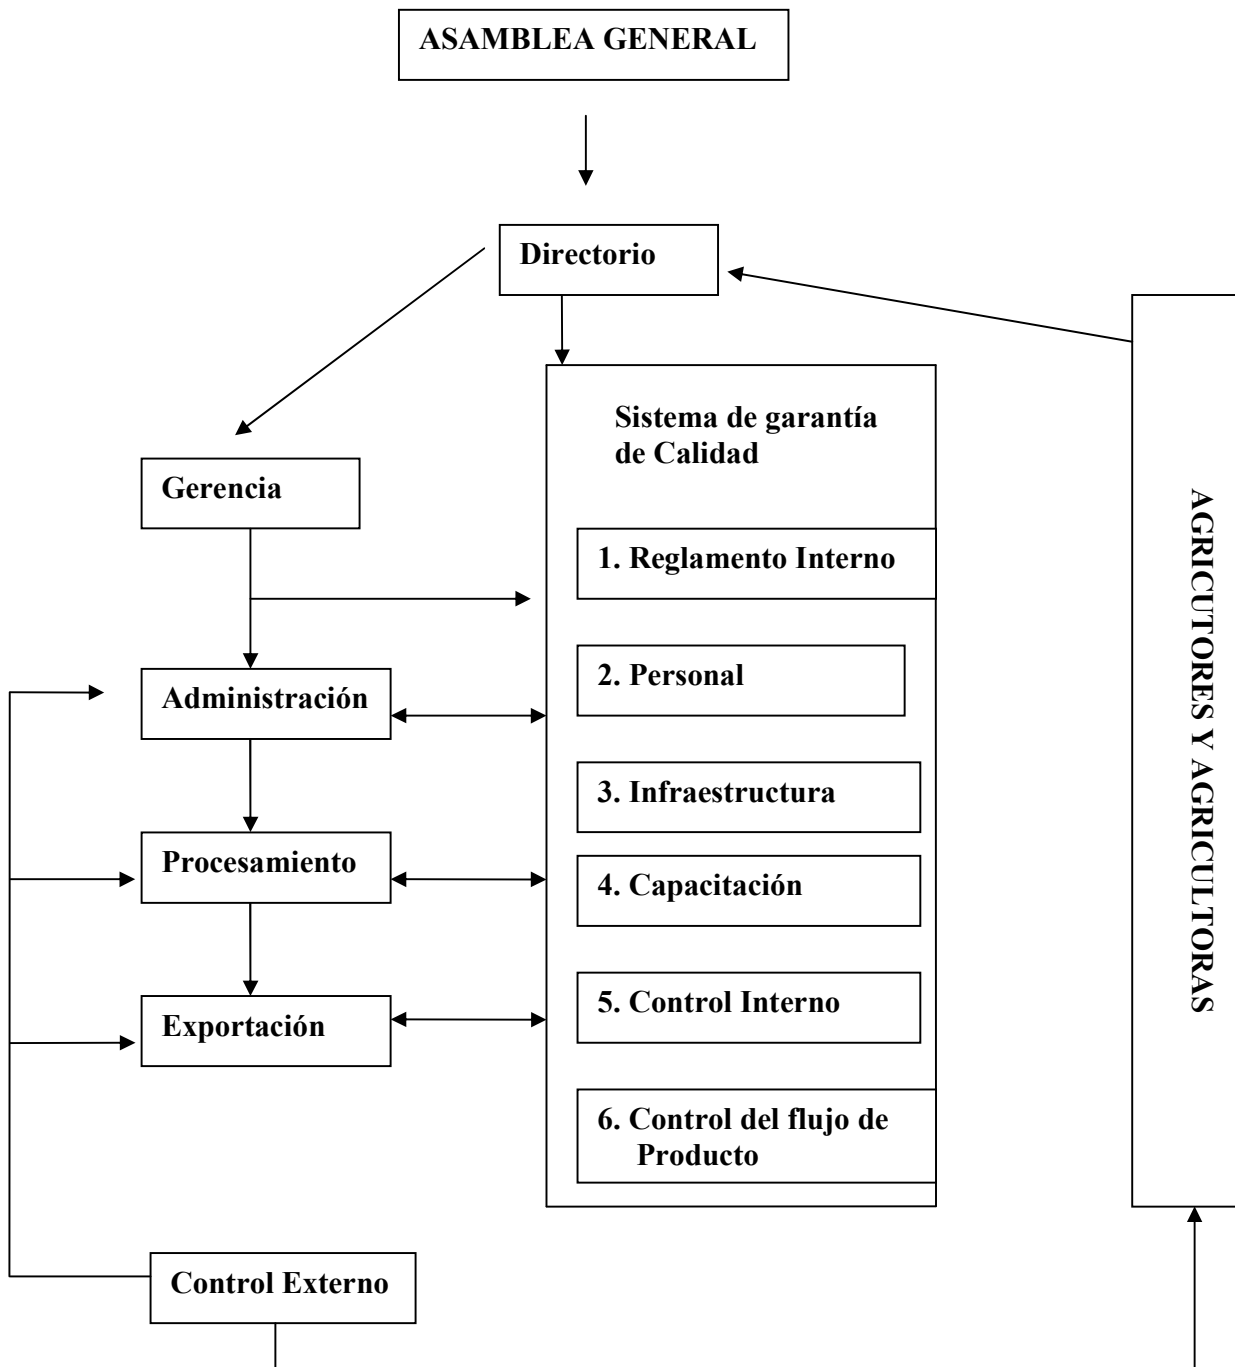 ASAMBLEA GENERAL
Directorio
Sistema de garantía
de Calidad
Gerencia
1. Reglamento Interno
2. Personal
Administración
3. Infraestructura
Procesamiento
4. Capacitación
5. Control Interno
Exportación
6. Control del flujo de
Producto
Control Externo
AGRICUTORES Y AGRICULTORAS